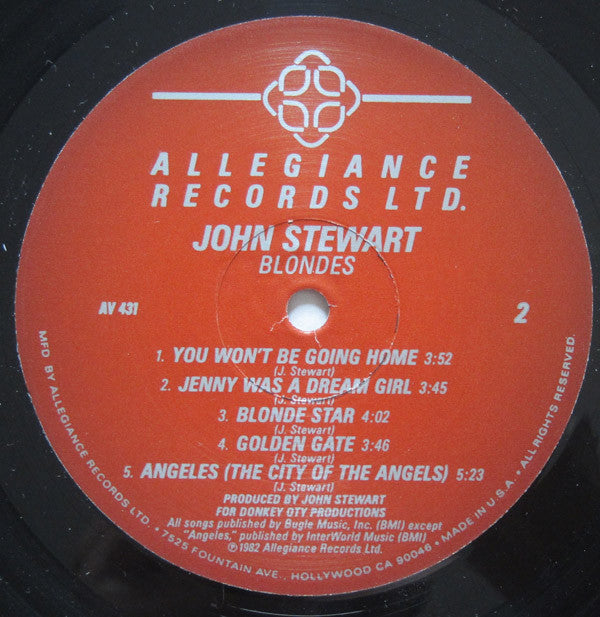 ALLEGIANCE
RECORDS LTD.
JOHN STEWART
BLONDES
AV 431
2
1. YOU WON'T BE GOING HOME 3:52
(J. Stewart)
2. JENNY WAS A DREAM GIRL 3:45
(J. Stewart)
3. BLONDE STAR 4:02
(J. Stewart)
4. GOLDEN GATE 3:46
(J. Stewart)
5. ANGELES (THE CITY OF THE ANGELS) 5:23
(J. Stewart)
PRODUCED BY JOHN STEWART
FOR DONKEY OTY PRODUCTIONS
All songs published by Bugle Music, Inc. (BMI) except
"Angeles," published by InterWorld Music (BMI)
℗1982 Allegiance Records Ltd.
MFD. BY ALLEGIANCE RECORDS LTD. • 7525 FOUNTAIN AVE., HOLLYWOOD CA 90046 • MADE IN U.S.A. • ALL RIGHTS RESERVED.